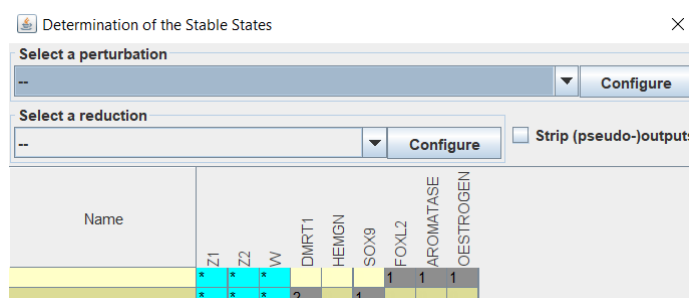 Determination of the Stable States
Select a perturbation
--
Configure
Select a reduction
--
Configure
Strip (pseudo-)outputs
Name
Z1
Z2
W
DMRT1
HEMGN
SOX9
FOXL2
AROMATASE
OESTROGEN
* * * 1 1 1
* * * 2 1